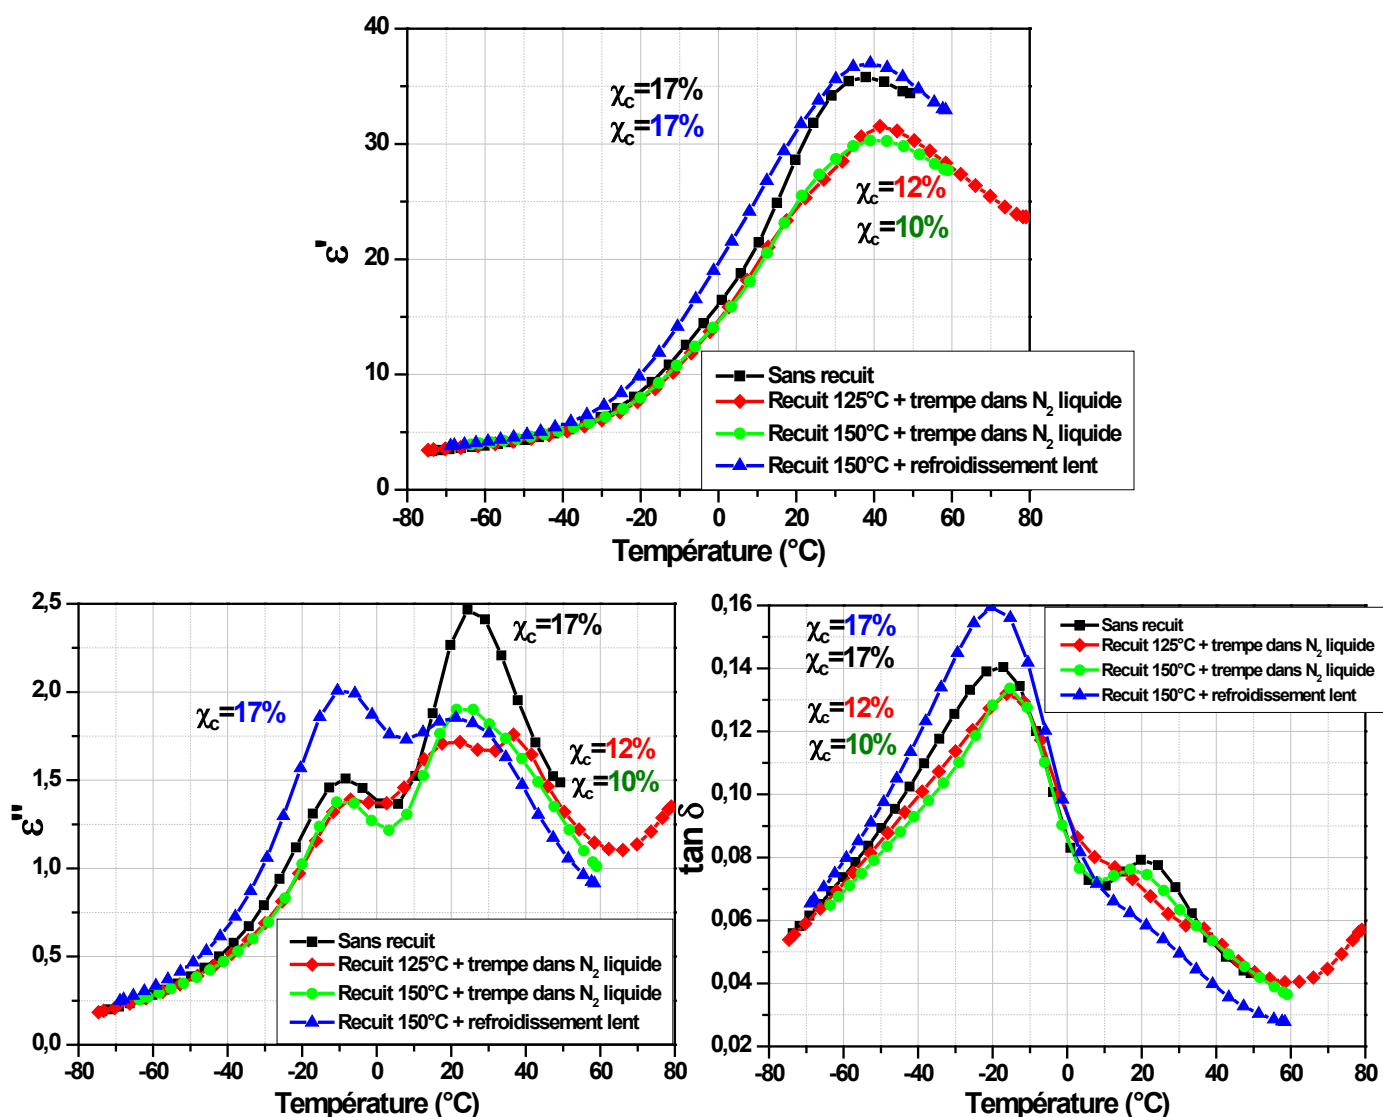 40
30
20
10
0
ε'
χc=17%
χc=17%
χc=12%
χc=10%
Sans recuit
Recuit 125°C + trempe dans N2 liquide
Recuit 150°C + trempe dans N2 liquide
Recuit 150°C + refroidissement lent
-80 -60 -40 -20 0 20 40 60 80
Température (°C)
2,5
2,0
1,5
1,0
0,5
0,0
ε''
χc=17%
χc=17%
χc=12%
χc=10%
Sans recuit
Recuit 125°C + trempe dans N2 liquide
Recuit 150°C + trempe dans N2 liquide
Recuit 150°C + refroidissement lent
-80 -60 -40 -20 0 20 40 60 80
Température (°C)
0,16
0,14
0,12
0,10
0,08
0,06
0,04
0,02
tan δ
χc=17%
χc=17%
χc=12%
χc=10%
Sans recuit
Recuit 125°C + trempe dans N2 liquide
Recuit 150°C + trempe dans N2 liquide
Recuit 150°C + refroidissement lent
-80 -60 -40 -20 0 20 40 60 80
Température (°C)